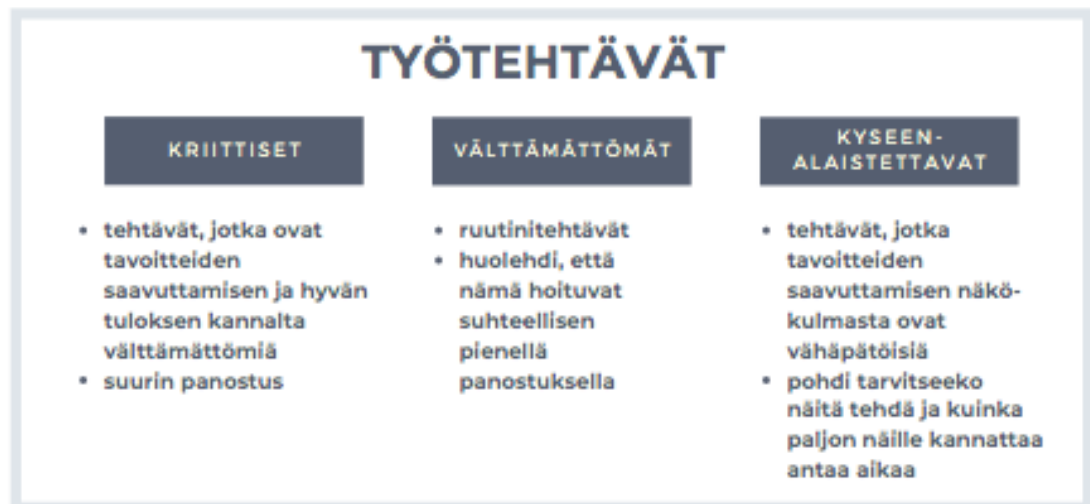 TYÖTEHTÄVÄT
KRIITTISET
• tehtävät, jotka ovat
tavoitteiden
saavuttamisen ja hyvän
tuloksen kannalta
välttämättömiä
• suurin panostus
VÄLTTÄMÄTTÖMÄT
• ruutinitehtävät
• huolehdi, että
nämä hoituvat
suhteellisen
pienellä
panostuksella
KYSEEN-
ALAISTETTAVAT
• tehtävät, jotka
tavoitteiden
saavuttamisen näkö-
kulmasta ovat
vähäpätöisiä
• pohdi tarvitseeko
näitä tehdä ja kuinka
paljon näille kannattaa
antaa aikaa